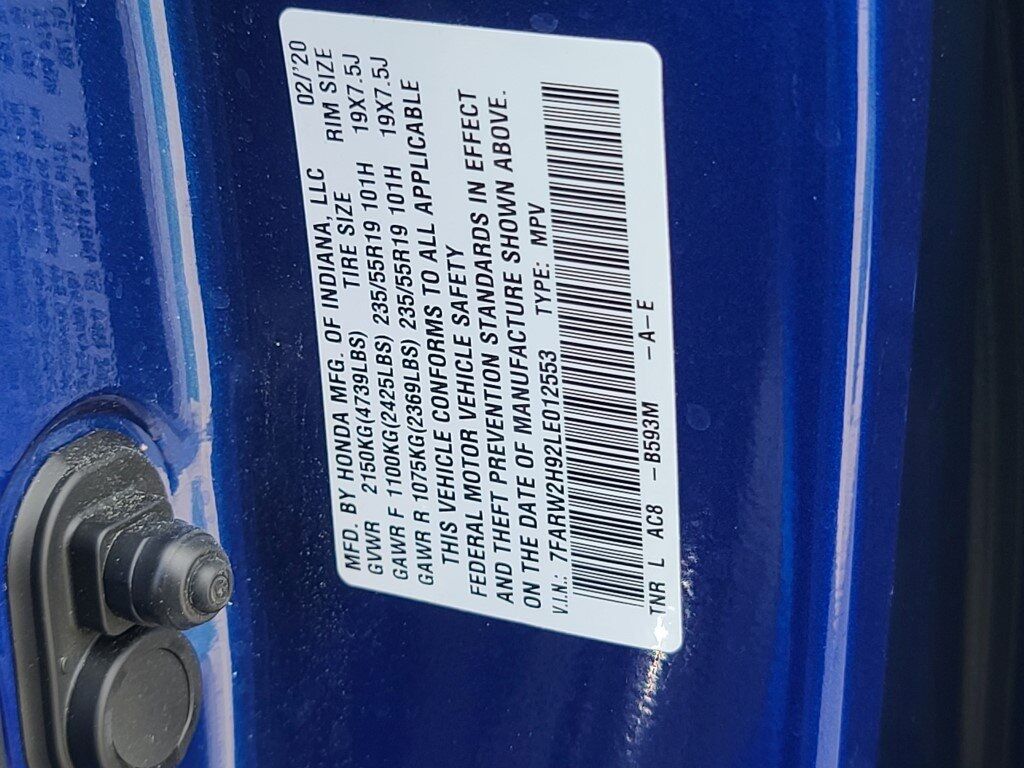 MFD. BY HONDA MFG. OF INDIANA, LLC 02/'20
TIRE SIZE RIM SIZE
GVWR 2150KG(4739LBS)
GAWR F 1100KG(2425LBS) 235/55R19 101H 19X7.5J
GAWR R 1075KG(2369LBS) 235/55R19 101H 19X7.5J
THIS VEHICLE CONFORMS TO ALL APPLICABLE
FEDERAL MOTOR VEHICLE SAFETY
AND THEFT PREVENTION STANDARDS IN EFFECT
ON THE DATE OF MANUFACTURE SHOWN ABOVE.
V.I.N.: 7FARW2H92LE012553 TYPE: MPV
TNR L AC8 -B593M -A-E